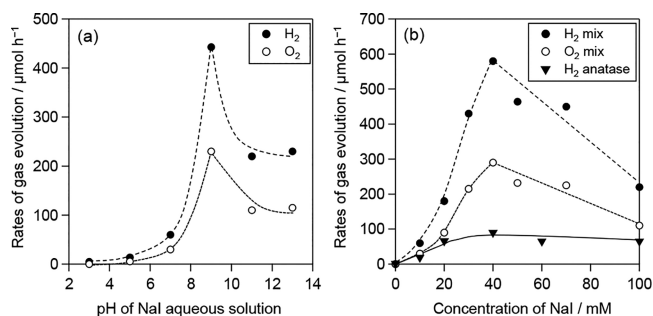 (a)
H2
O2
Rates of gas evolution / μmol h−1
500
400
300
200
100
0
2 4 6 8 10 12 14
pH of NaI aqueous solution
(b)
H2 mix
O2 mix
H2 anatase
Rates of gas evolution / μmol h−1
700
600
500
400
300
200
100
0
0 20 40 60 80 100
Concentration of NaI / mM